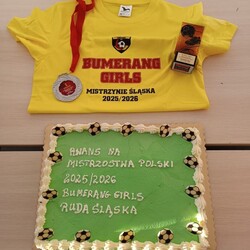 BUMERANG
GIRLS
MISTRZYNIE ŚLĄSKA
2025/2026
AWANS NA
MISTRZOSTWA POLSKI
2025/2026
BUMERANG GIRLS
RUDA ŚLĄSKA